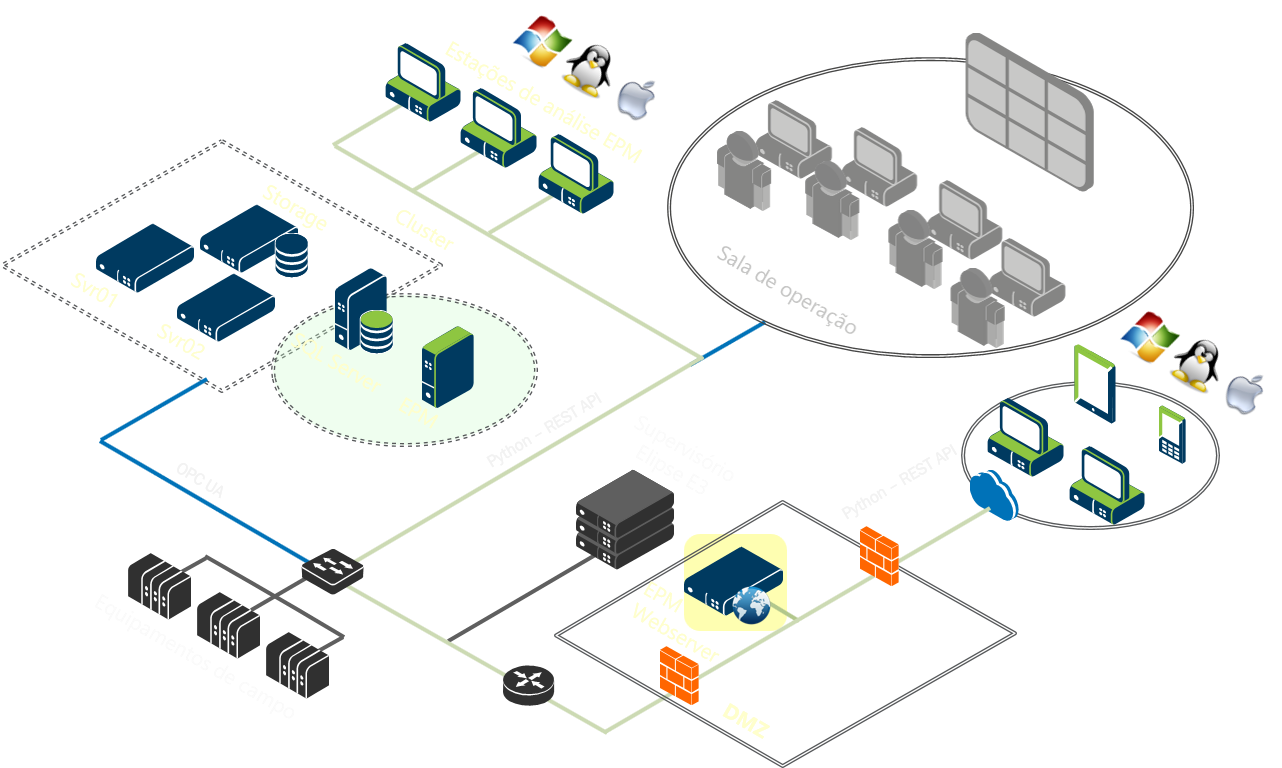 Estações de análise EPM
Storage
Cluster
Svr01
Svr02
Sala de operação
SQL Server
EPM
Python – REST API
OPC UA
Supervisório
Elipse E3
Python – REST API
Equipamentos de campo
EPM
Webserver
DMZ